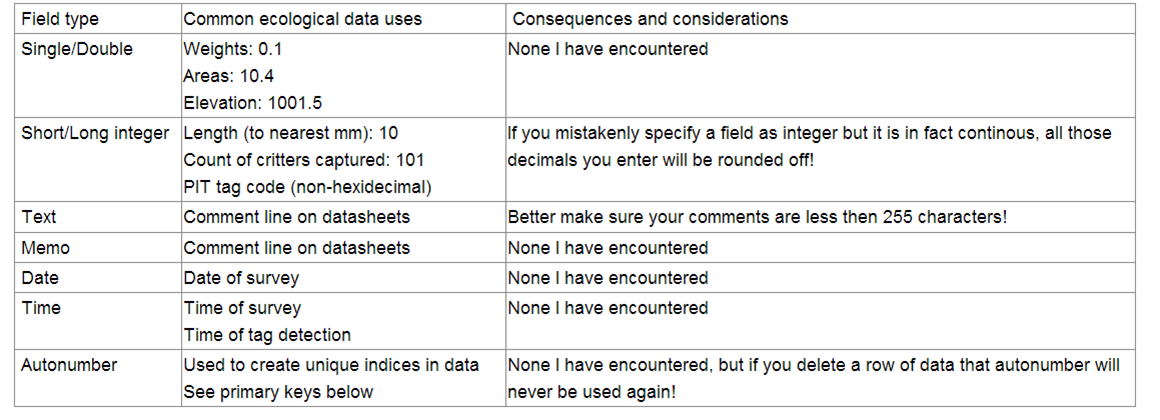 Field type Common ecological data uses Consequences and considerations
Single/Double Weights: 0.1 None I have encountered
Areas: 10.4
Elevation: 1001.5
Short/Long integer Length (to nearest mm): 10 If you mistakenly specify a field as integer but it is in fact continous, all those
Count of critters captured: 101 decimals you enter will be rounded off!
PIT tag code (non-hexidecimal)
Text Comment line on datasheets Better make sure your comments are less then 255 characters!
Memo Comment line on datasheets None I have encountered
Date Date of survey None I have encountered
Time Time of survey None I have encountered
Time of tag detection
Autonumber Used to create unique indices in data None I have encountered, but if you delete a row of data that autonumber will
See primary keys below never be used again!